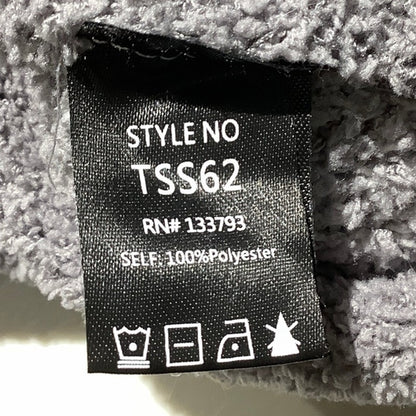 STYLE NO
TSS62
RN# 133793
SELF: 100%Polyester